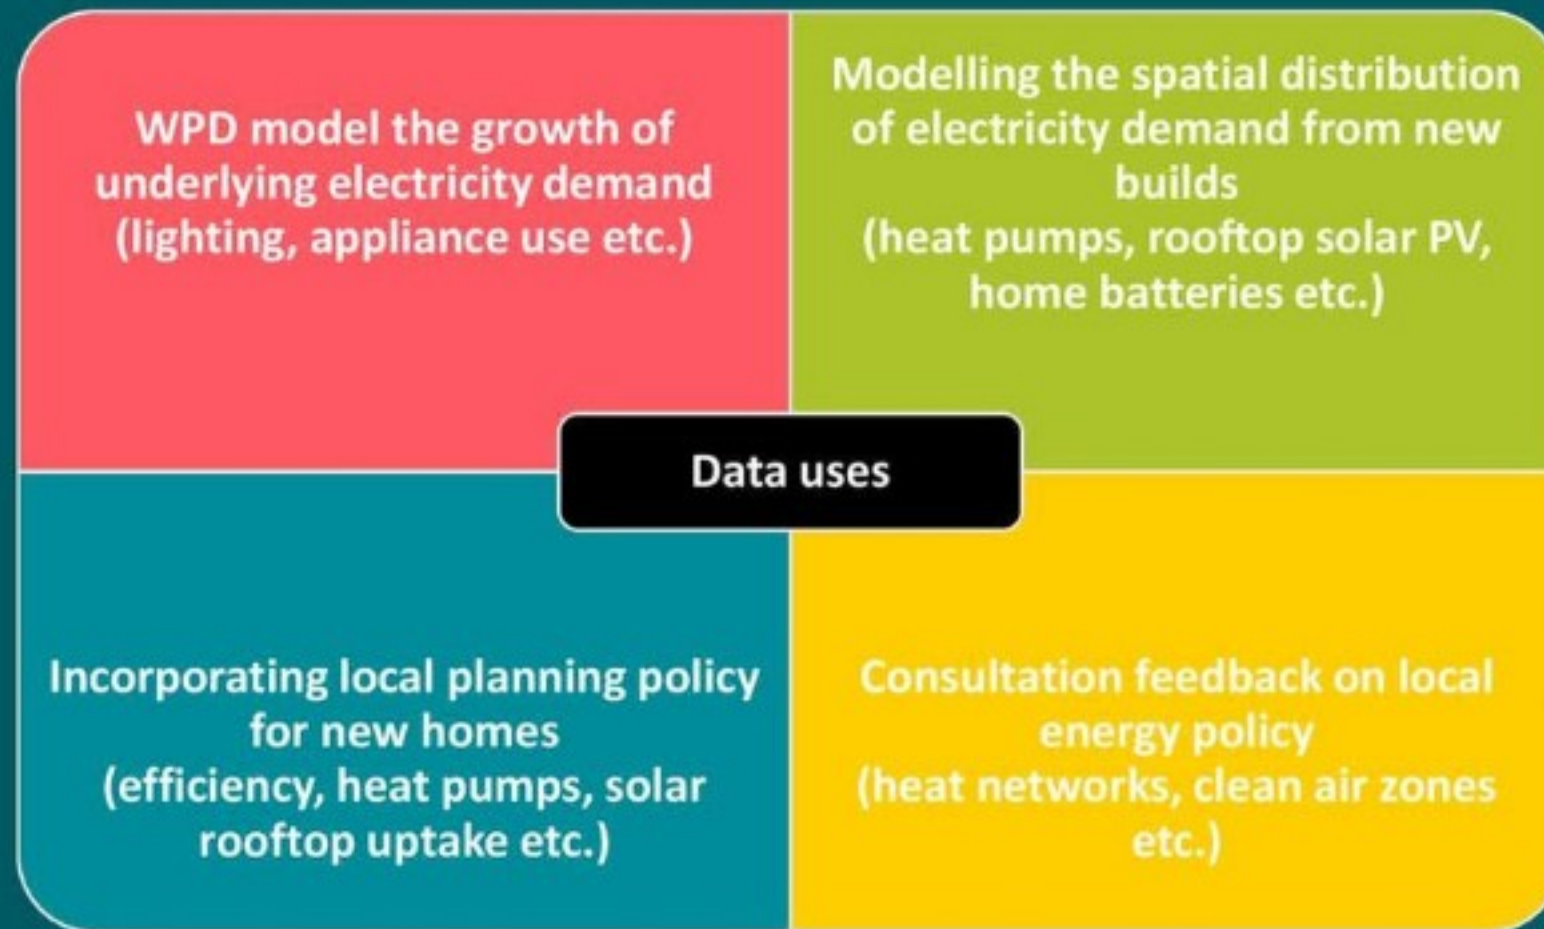 WPD model the growth of
underlying electricity demand
(lighting, appliance use etc.)
Modelling the spatial distribution
of electricity demand from new
builds
(heat pumps, rooftop solar PV,
home batteries etc.)
Data uses
Incorporating local planning policy
for new homes
(efficiency, heat pumps, solar
rooftop uptake etc.)
Consultation feedback on local
energy policy
(heat networks, clean air zones
etc.)